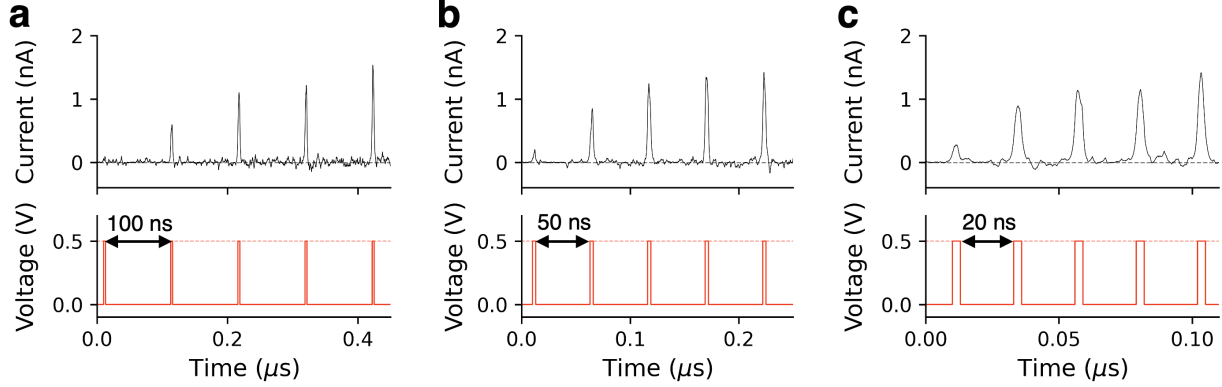 a
Current (nA)
2
1
0
Voltage (V)
0.5
0.0
100 ns
0.0 0.2 0.4
Time (μs)
b
Current (nA)
2
1
0
Voltage (V)
0.5
0.0
50 ns
0.0 0.1 0.2
Time (μs)
c
Current (nA)
2
1
0
Voltage (V)
0.5
0.0
20 ns
0.00 0.05 0.10
Time (μs)